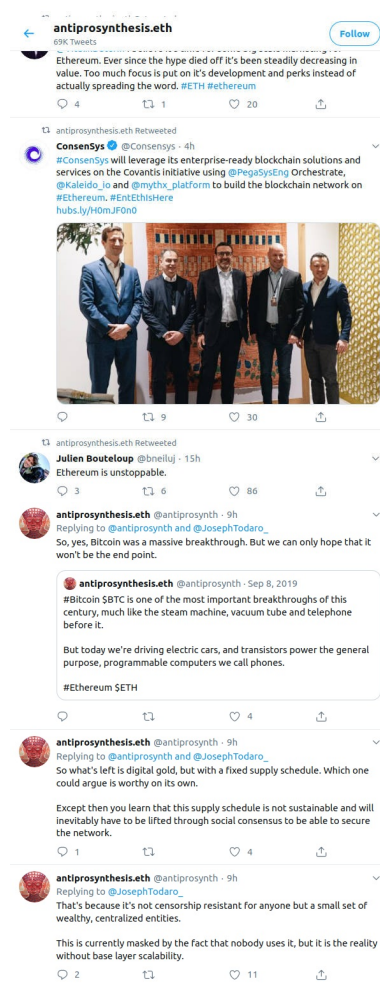 antiprosynthesis.eth
69K Tweets
Follow
Ethereum. Ever since the hype died off it's been steadily decreasing in
value. Too much focus is put on it's development and perks instead of
actually spreading the word. #ETH #ethereum
4 1 20
antiprosynthesis.eth Retweeted
ConsenSys @Consensys · 4h
#ConsenSys will leverage its enterprise-ready blockchain solutions and
services on the Covantis initiative using @PegaSysEng Orchestrate,
@Kaleido_io and @mythx_platform to build the blockchain network on
#Ethereum. #EntEthIsHere
hubs.ly/H0mJF0n0
9 30
antiprosynthesis.eth Retweeted
Julien Bouteloup @bneiluj · 15h
Ethereum is unstoppable.
3 6 86
antiprosynthesis.eth @antiprosynth · 9h
Replying to @antiprosynth and @JosephTodaro_
So, yes, Bitcoin was a massive breakthrough. But we can only hope that it
won't be the end point.
antiprosynthesis.eth @antiprosynth · Sep 8, 2019
#Bitcoin $BTC is one of the most important breakthroughs of this
century, much like the steam machine, vacuum tube and telephone
before it.
But today we're driving electric cars, and transistors power the general
purpose, programmable computers we call phones.
#Ethereum $ETH
4
antiprosynthesis.eth @antiprosynth · 9h
Replying to @antiprosynth and @JosephTodaro_
So what's left is digital gold, but with a fixed supply schedule. Which one
could argue is worthy on its own.
Except then you learn that this supply schedule is not sustainable and will
inevitably have to be lifted through social consensus to be able to secure
the network.
1 4
antiprosynthesis.eth @antiprosynth · 9h
Replying to @JosephTodaro_
That's because it's not censorship resistant for anyone but a small set of
wealthy, centralized entities.
This is currently masked by the fact that nobody uses it, but it is the reality
without base layer scalability.
2 11